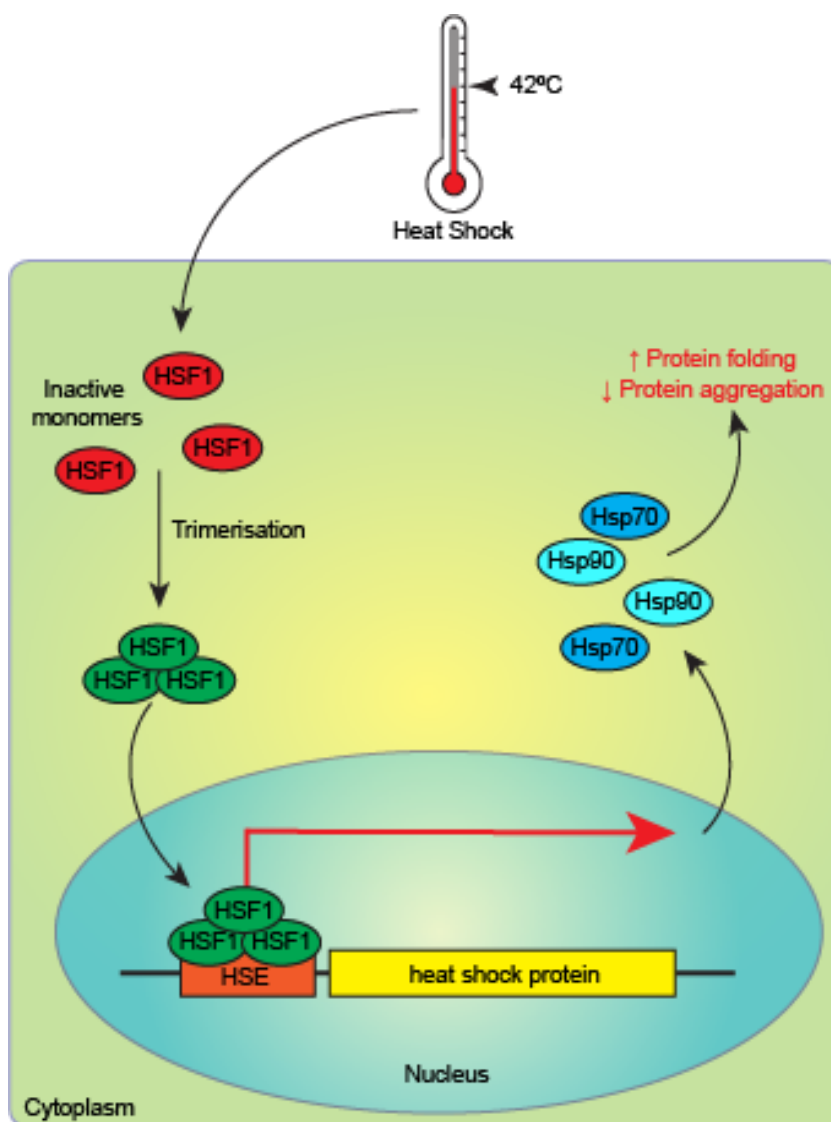 42ºC
Heat Shock
HSF1
Inactive
monomers
HSF1
HSF1
Trimerisation
HSF1
HSF1
HSF1
↑ Protein folding
↓ Protein aggregation
Hsp70
Hsp90
Hsp90
Hsp70
HSF1
HSF1
HSF1
HSE
heat shock protein
Nucleus
Cytoplasm